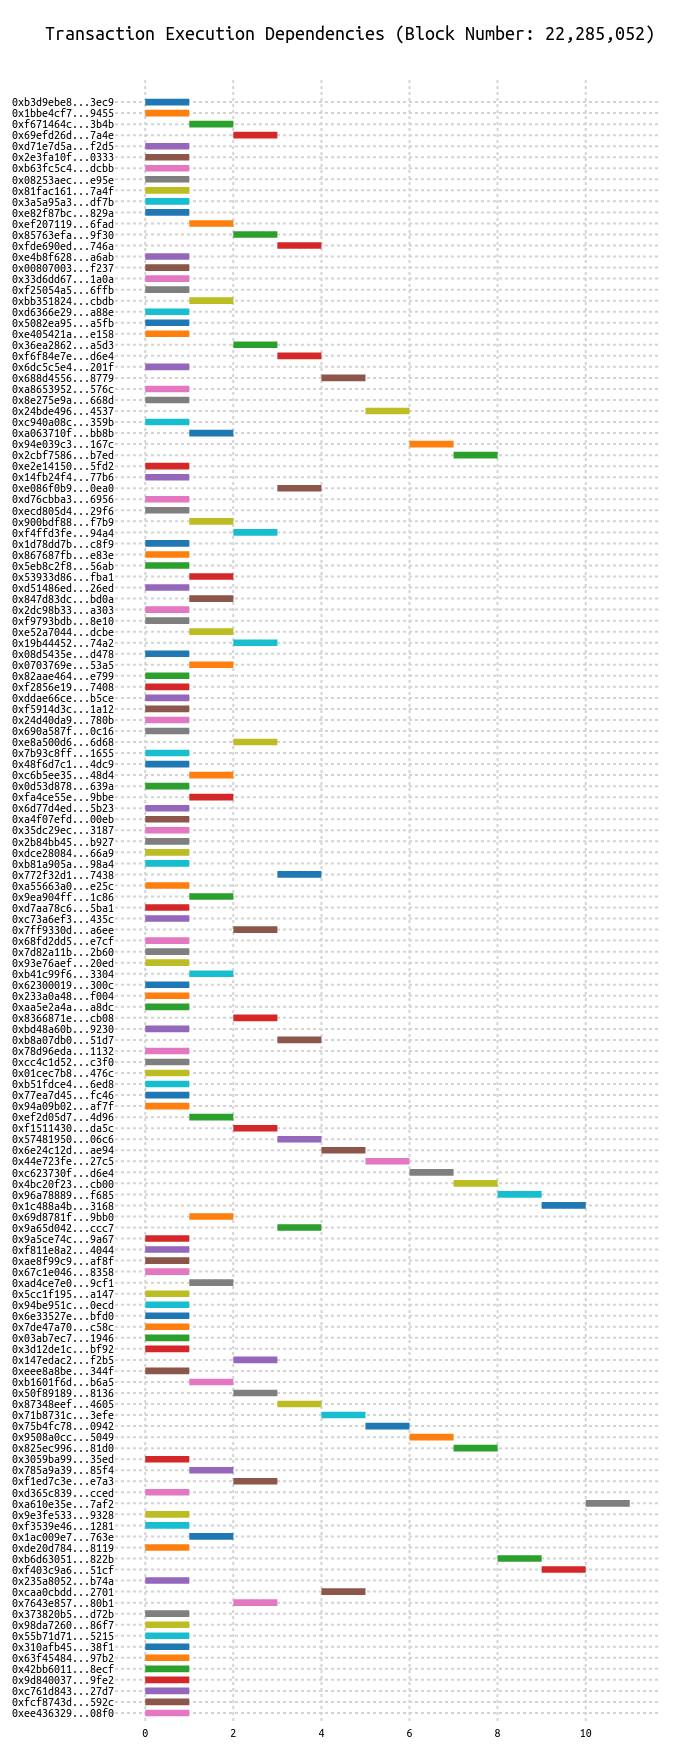 Transaction Execution Dependencies (Block Number: 22,285,052)
0xb3d9ebe8...3ec9
0x1bbe4cf7...9455
0xf671464c...3b4b
0x69efd26d...7a4e
0xd71e7d5a...f2d5
0x2e3fa10f...0333
0xb63fc5c4...dcbb
0x08253aec...e95e
0x81fac161...7a4f
0x3a5a95a3...df7b
0xe82f87bc...829a
0xef207119...6fad
0x85763efa...9f30
0xfde690ed...746a
0xe4b8f628...a6ab
0x00807003...f237
0x33d6dd67...1a0a
0xf25054a5...6ffb
0xbb351824...cbdb
0xd6366e29...a88e
0x5082ea95...a5fb
0xe405421a...e158
0x36ea2862...a5d3
0xf6f84e7e...d6e4
0x6dc5c5e4...201f
0x688d4556...8779
0xa8653952...576c
0x8e275e9a...668d
0x24bde496...4537
0xc940a08c...359b
0xa063710f...bb8b
0x94e039c3...167c
0x2cbf7586...b7ed
0xe2e14150...5fd2
0x14fb24f4...77b6
0xe086f0b9...0ea0
0xd76cbba3...6956
0xecd805d4...29f6
0x900bdf88...f7b9
0xf4ffd3fe...94a4
0x1d78dd7b...c8f9
0x867687fb...e83e
0x5eb8c2f8...56ab
0x53933d86...fba1
0xd51486ed...26ed
0x847d83dc...bd0a
0x2dc98b33...a303
0xf9793bdb...8e10
0xe52a7044...dcbe
0x19b44452...74a2
0x08d5435e...d478
0x0703769e...53a5
0x82aae464...e799
0xf2856e19...7408
0xddae66ce...b5ce
0xf5914d3c...1a12
0x24d40da9...780b
0x690a587f...0c16
0xe8a500d6...6d68
0x7b93c8ff...1655
0x48f6d7c1...4dc9
0xc6b5ee35...48d4
0x0d53d878...639a
0xfa4ce55e...9bbe
0x6d77d4ed...5b23
0xa4f07efd...00eb
0x35dc29ec...3187
0x2b84bb45...b927
0xdce28084...66a9
0xb81a905a...98a4
0x772f32d1...7438
0xa55663a0...e25c
0x9ea904ff...1c86
0xd7aa78c6...5ba1
0xc73a6ef3...435c
0x7ff9330d...a6ee
0x68fd2dd5...e7cf
0x7d82a11b...2b60
0x93e76aef...20ed
0xb41c99f6...3304
0x62300019...300c
0x233a0a48...f004
0xaa5e2a4a...a8dc
0x8366871e...cb08
0xbd48a60b...9230
0xb8a07db0...51d7
0x78d96eda...1132
0xcc4c1d52...c3f0
0x01cec7b8...476c
0xb51fdce4...6ed8
0x77ea7d45...fc46
0x94a09b02...af7f
0xef2d05d7...4d96
0xf1511430...da5c
0x57481950...06c6
0x6e24c12d...ae94
0x44e723fe...27c5
0xc623730f...d6e4
0x4bc20f23...cb00
0x96a78889...f685
0x1c488a4b...3168
0x69d8781f...9bb0
0x9a65d042...ccc7
0x9a5ce74c...9a67
0xf811e8a2...4044
0xae8f99c9...af8f
0x67c1e046...8358
0xad4ce7e0...9cf1
0x5cc1f195...a147
0x94be951c...0ecd
0x6e33527e...bfd0
0x7de47a70...c58c
0x03ab7ec7...1946
0x3d12de1c...bf92
0x147edac2...f2b5
0xeee8a8be...344f
0xb1601f6d...b6a5
0x50f89189...8136
0x87348eef...4605
0x71b8731c...3efe
0x75b4fc78...0942
0x9508a0cc...5049
0x825ec996...81d0
0x3059ba99...35ed
0x785a9a39...85f4
0xf1ed7c3e...e7a3
0xd365c839...cced
0xa610e35e...7af2
0x9e3fe533...9328
0xf3539e46...1281
0x1ac009e7...763e
0xde20d784...8119
0xb6d63051...822b
0xf403c9a6...51cf
0x235a8052...b74a
0xcaa0cbdd...2701
0x7643e857...80b1
0x373820b5...d72b
0x98da7260...86f7
0x55b71d71...5215
0x310afb45...38f1
0x63f45484...97b2
0x42bb6011...8ecf
0x9d840037...9fe2
0xc761d843...27d7
0xfcf8743d...592c
0xee436329...08f0
0 2 4 6 8 10